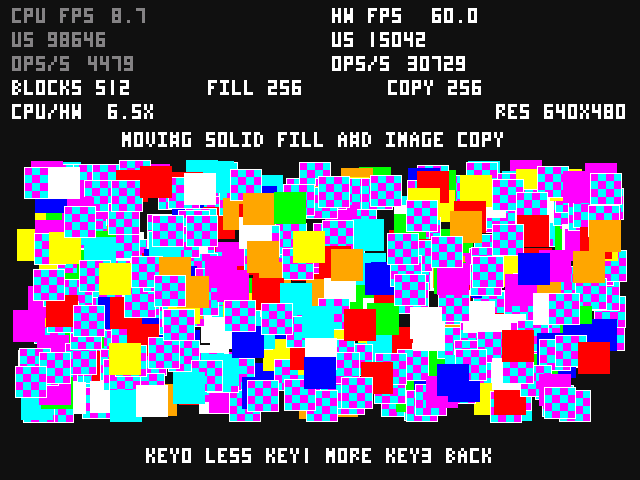 CPU FPS 8.7 HW FPS 60.0
US 98646 US 15042
OPS/S 4479 OPS/S 30729
BLOCKS 512 FILL 256 COPY 256
CPU/HW 6.5X RES 640X480
MOVING SOLID FILL AND IMAGE COPY
KEY0 LESS KEY1 MORE KEY3 BACK